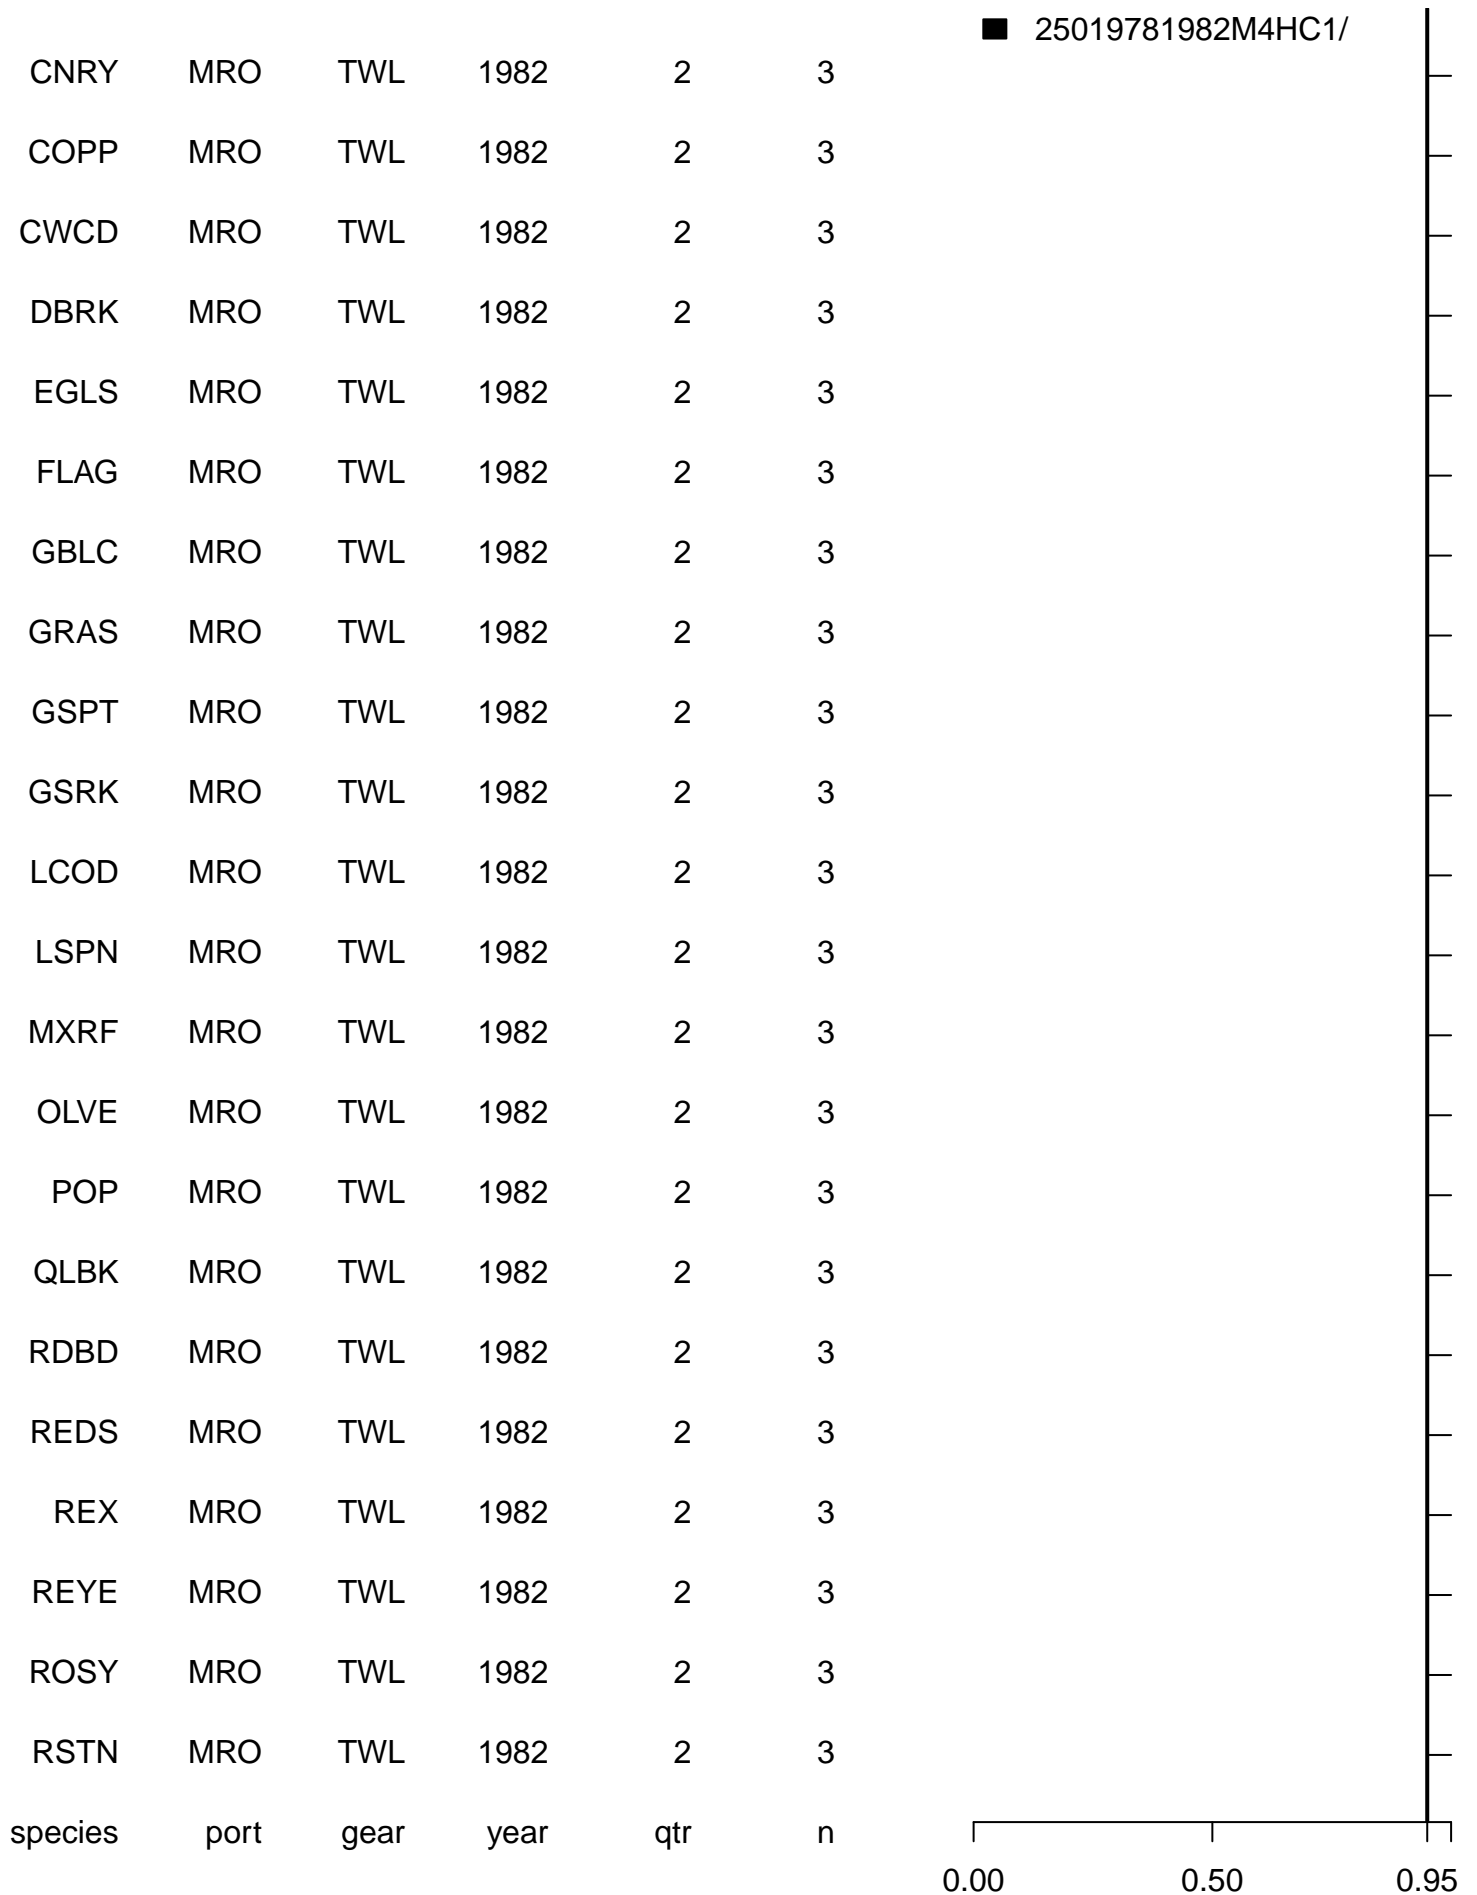 25019781982M4HC1/
CNRY MRO TWL 1982 2 3
COPP MRO TWL 1982 2 3
CWCD MRO TWL 1982 2 3
DBRK MRO TWL 1982 2 3
EGLS MRO TWL 1982 2 3
FLAG MRO TWL 1982 2 3
GBLC MRO TWL 1982 2 3
GRAS MRO TWL 1982 2 3
GSPT MRO TWL 1982 2 3
GSRK MRO TWL 1982 2 3
LCOD MRO TWL 1982 2 3
LSPN MRO TWL 1982 2 3
MXRF MRO TWL 1982 2 3
OLVE MRO TWL 1982 2 3
POP MRO TWL 1982 2 3
QLBK MRO TWL 1982 2 3
RDBD MRO TWL 1982 2 3
REDS MRO TWL 1982 2 3
REX MRO TWL 1982 2 3
REYE MRO TWL 1982 2 3
ROSY MRO TWL 1982 2 3
RSTN MRO TWL 1982 2 3
species port gear year qtr n
0.00 0.50 0.95